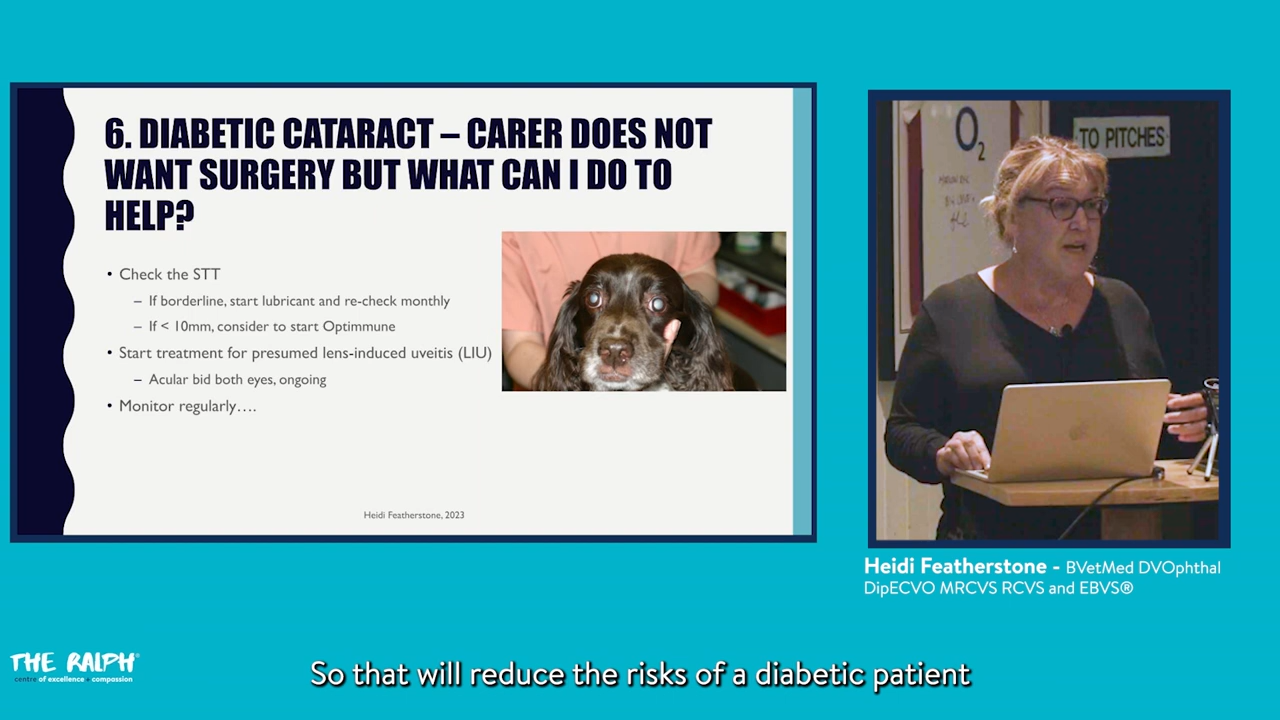 6. DIABETIC CATARACT – CARER DOES NOT
WANT SURGERY BUT WHAT CAN I DO TO
HELP?
• Check the STT
– If borderline, start lubricant and re-check monthly
– If < 10mm, consider to start Optimmune
• Start treatment for presumed lens-induced uveitis (LIU)
– Acular bid both eyes, ongoing
• Monitor regularly….
Heidi Featherstone, 2023
O2
TO PITCHES
Heidi Featherstone - BVetMed DVOphthal
DipECVO MRCVS RCVS and EBVS®
THE RALPH®
centre of excellence + compassion
So that will reduce the risks of a diabetic patient